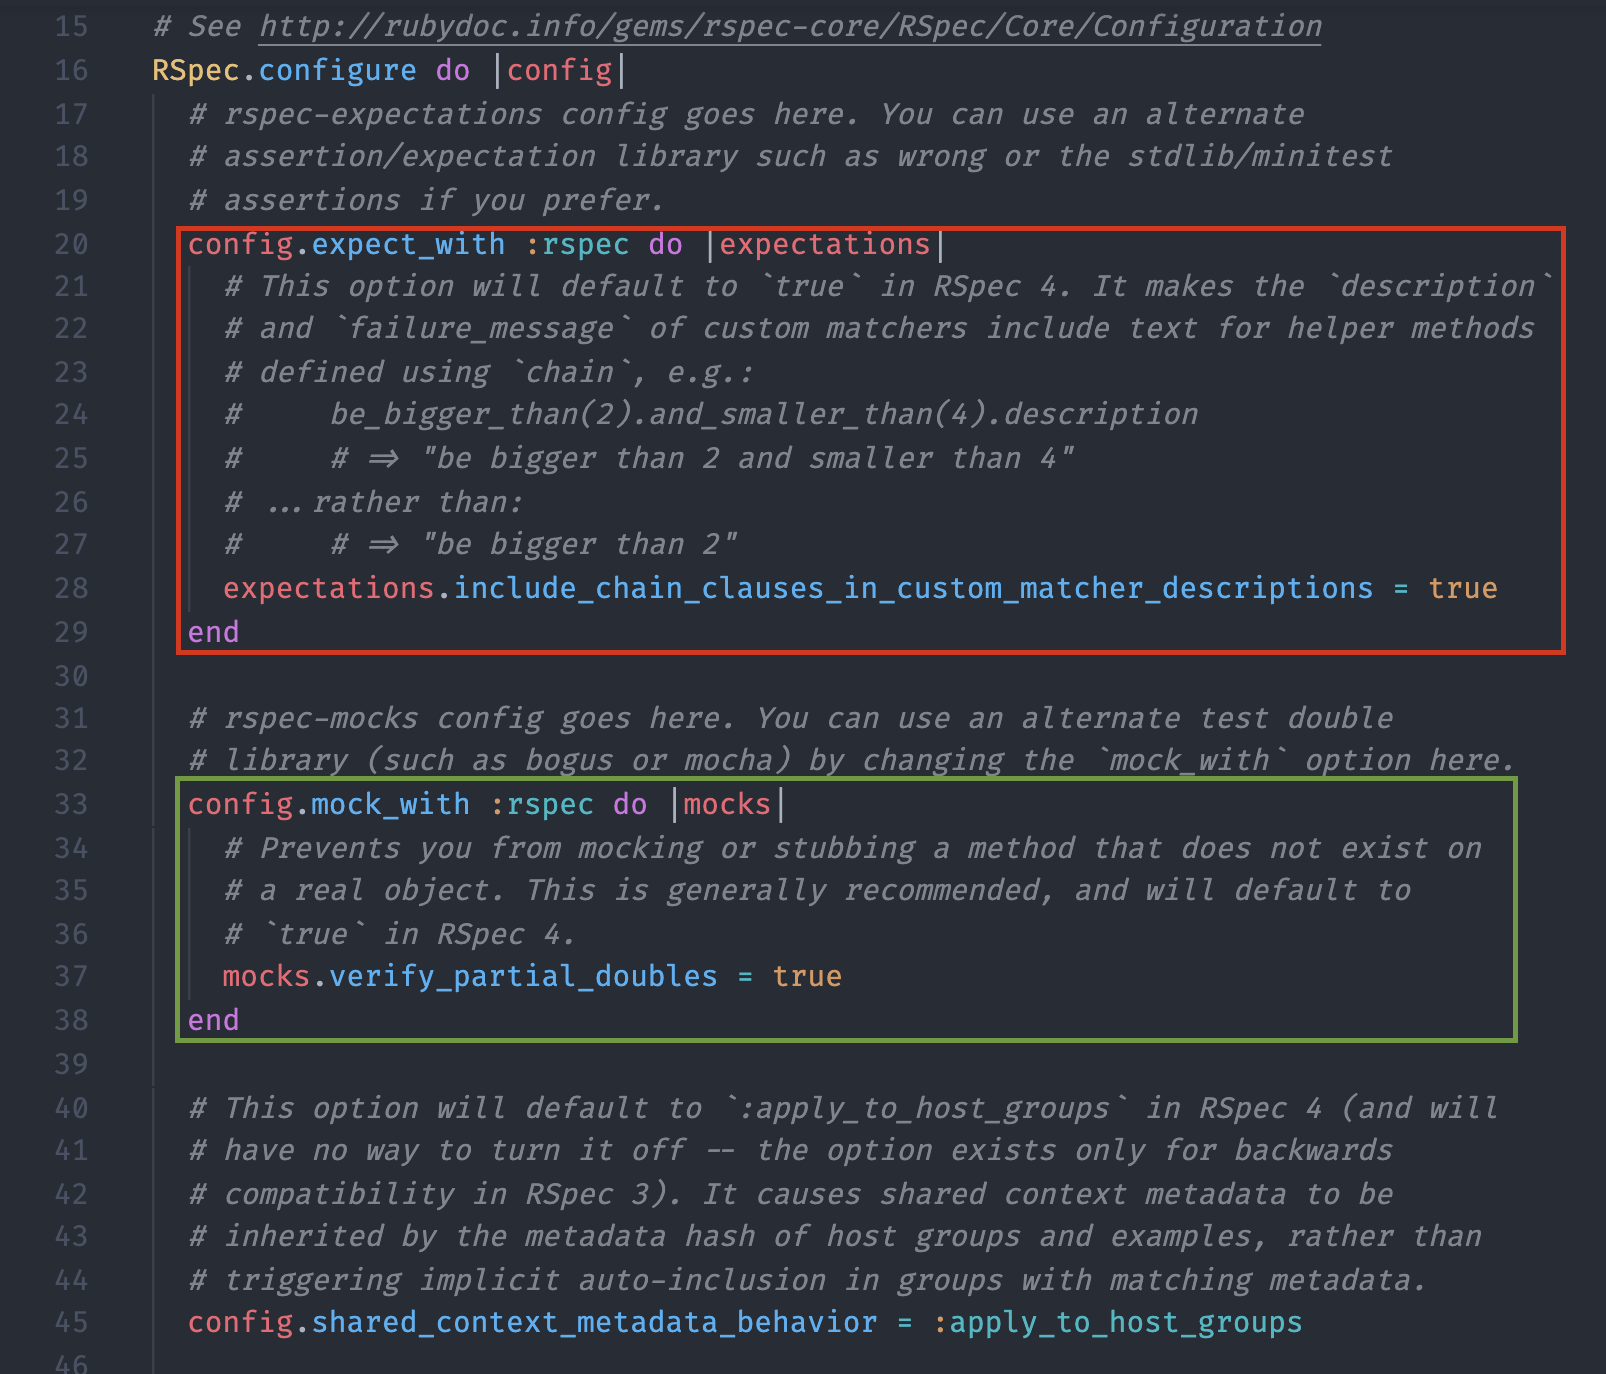 15 # See http://rubydoc.info/gems/rspec-core/RSpec/Core/Configuration
16 RSpec.configure do |config|
17 # rspec-expectations config goes here. You can use an alternate
18 # assertion/expectation library such as wrong or the stdlib/minitest
19 # assertions if you prefer.
20 config.expect_with :rspec do |expectations|
21 # This option will default to `true` in RSpec 4. It makes the `description`
22 # and `failure_message` of custom matchers include text for helper methods
23 # defined using `chain`, e.g.:
24 #     be_bigger_than(2).and_smaller_than(4).description
25 #     # => "be bigger than 2 and smaller than 4"
26 # ...rather than:
27 #     # => "be bigger than 2"
28 expectations.include_chain_clauses_in_custom_matcher_descriptions = true
29 end
30
31 # rspec-mocks config goes here. You can use an alternate test double
32 # library (such as bogus or mocha) by changing the `mock_with` option here.
33 config.mock_with :rspec do |mocks|
34 # Prevents you from mocking or stubbing a method that does not exist on
35 # a real object. This is generally recommended, and will default to
36 # `true` in RSpec 4.
37 mocks.verify_partial_doubles = true
38 end
39
40 # This option will default to `:apply_to_host_groups` in RSpec 4 (and will
41 # have no way to turn it off -- the option exists only for backwards
42 # compatibility in RSpec 3). It causes shared context metadata to be
43 # inherited by the metadata hash of host groups and examples, rather than
44 # triggering implicit auto-inclusion in groups with matching metadata.
45 config.shared_context_metadata_behavior = :apply_to_host_groups
46